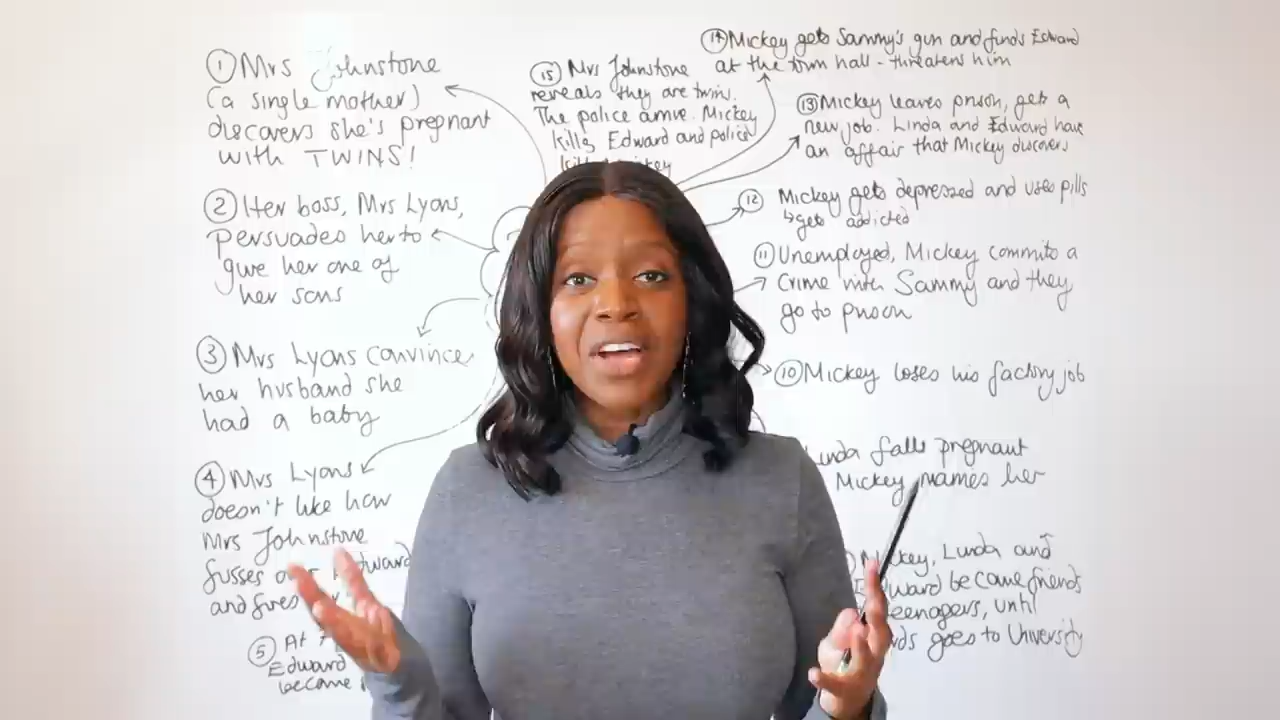 ① Mrs Johnstone
(a single mother)
discovers she's pregnant
with TWINS!
② Her boss, Mrs Lyons,
persuades her to
give her one of
her sons
③ Mrs Lyons convince
her husband she
had a baby
④ Mrs Lyons
doesn't like how
Mrs Johnstone
fusses
and fires
⑤ At
Edward
become
⑮ Mrs Johnstone
reveals they are twins.
The police arrive. Mickey
kills Edward and police
⑭ Mickey gets Sammy's gun and finds Edward
at the town hall - threatens him
⑬ Mickey leaves prison, gets a
new job. Linda and Edward have
an affair that Mickey discovers
⑫ Mickey gets depressed and uses pills
↳ gets addicted
⑪ Unemployed, Mickey commits a
crime with Sammy and they
go to prison
⑩ Mickey loses his factory job
Linda falls pregnant
Mickey marries her
Mickey, Linda and
Edward became friends
teenagers, until
goes to University